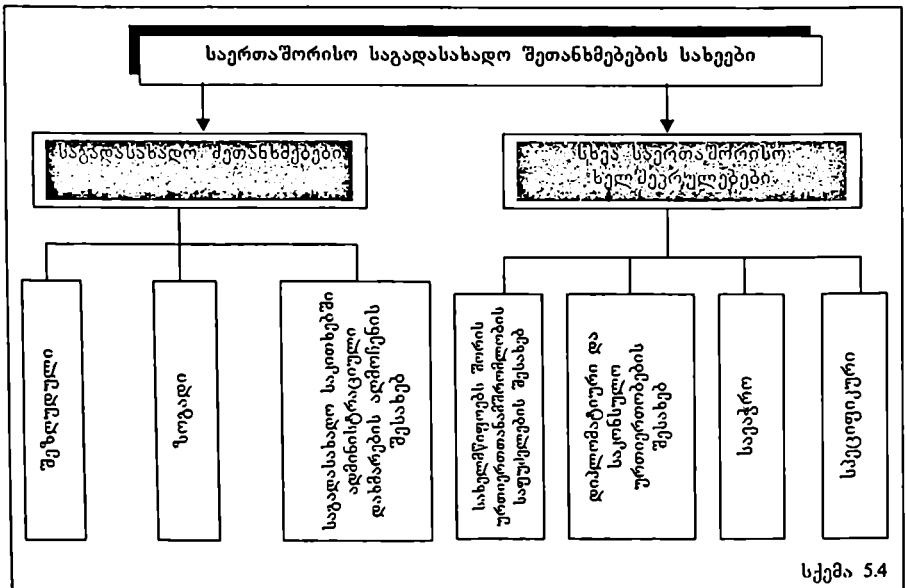 საერთაშორისო საგადასახადო შეთანხმებების სახეები
საგადასახადო შეთანხმებები
სხვა საერთაშორისო
ხელშეკრულებები
შეზღუდული
ზოგადი
საგადასახადო საკითხებში
ადმინისტრაციული
დახმარების აღმოჩენის
შესახებ
სახელმწიფოებს შორის
ურთიერთთანამშრომლობის
საფუძვლების შესახებ
დიპლომატიური და
საკონსულო
ურთიერთობების
შესახებ
სავაჭრო
სპეციფიკური
სქემა 5.4